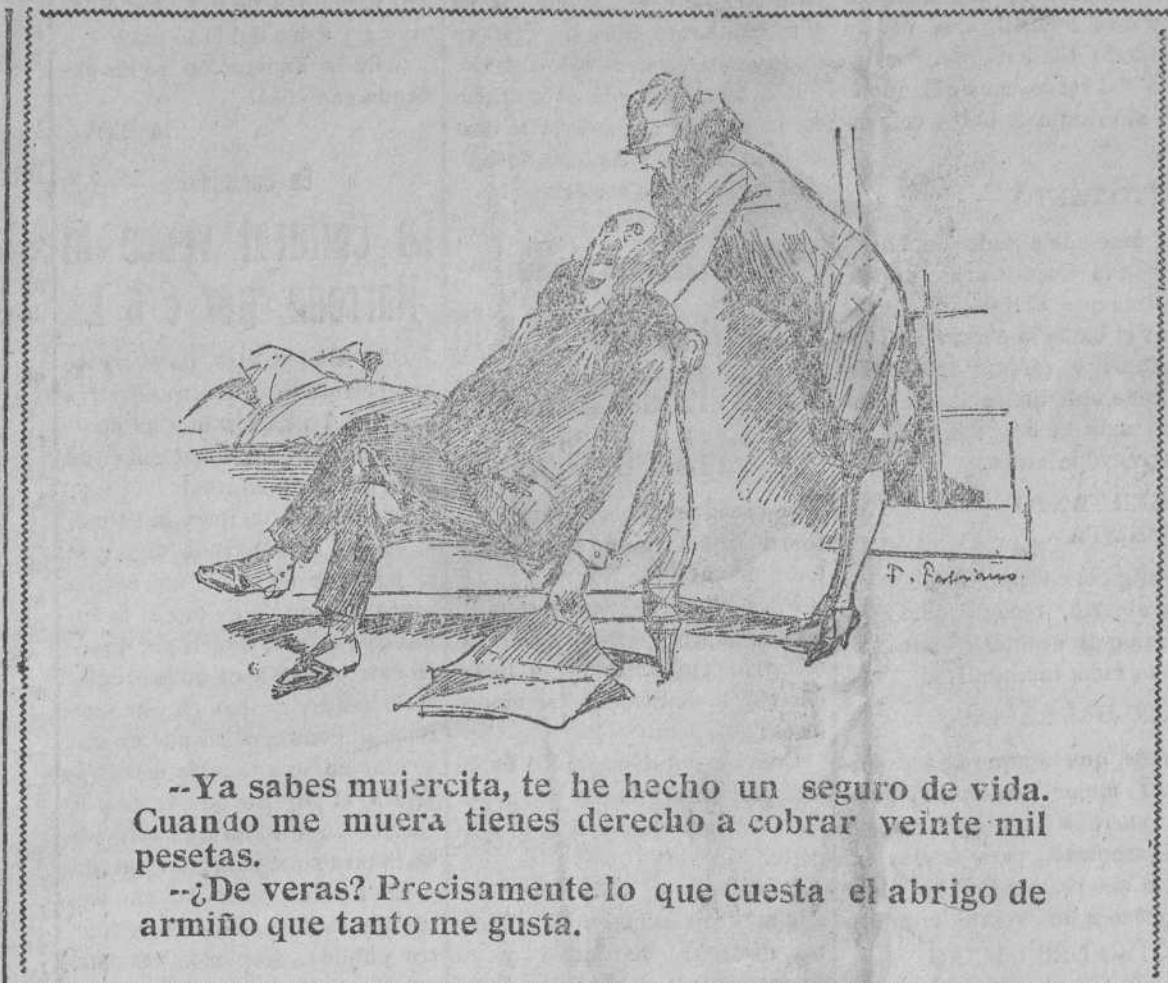 F. Fabiano
G
--Ya sabes mujercita, te he hecho un seguro de vida.
Cuando me muera tienes derecho a cobrar veinte mil
pesetas.
--¿De veras? Precisamente lo que cuesta el abrigo de
armiño que tanto me gusta.